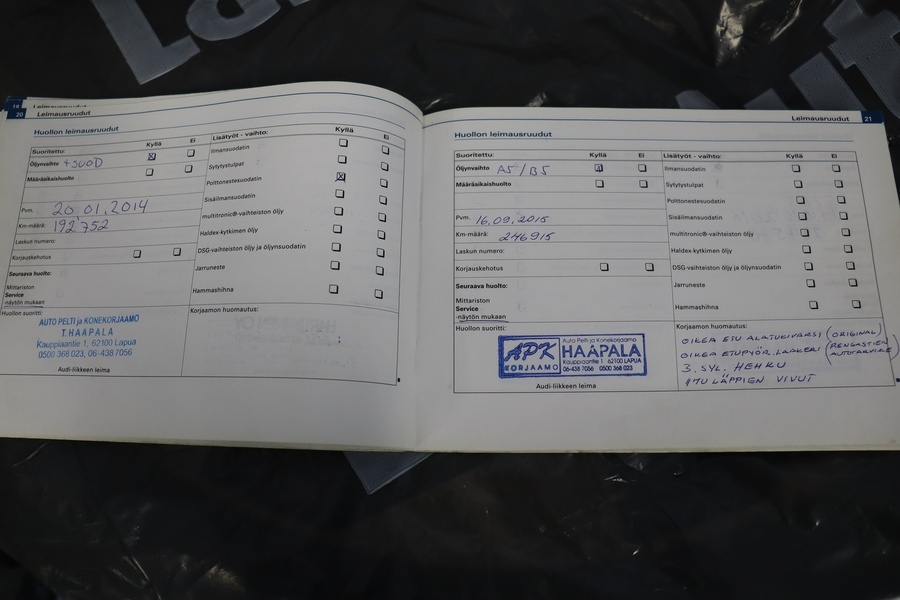 18 Leimausruudut
20 Leimausruudut
Huollon leimausruudut
Suoritettu: Kyllä Ei
Öljynvaihto + SUOD
Määräaikaishuolto
Pvm. 20,01,2014
Km-määrä: 192'752
Laskun numero:
Korjauskehotus
Seuraava huolto:
Mittariston
Service
-näytön mukaan
Huollon suoritti:
AUTO PELTI ja KONEKORJAAMO
T. HAAPALA
Kauppiaantie 1, 62100 Lapua
0500 368 023, 06-438 7056
Audi-liikkeen leima
Lisätyöt - vaihto: Kyllä Ei
Ilmansuodatin
Sytytystulpat
Polttonestesuodatin
Sisäilmansuodatin
multitronic®-vaihteiston öljy
Haldex-kytkimen öljy
DSG-vaihteiston öljy ja öljynsuodatin
Jarruneste
Hammashihna
Korjaamon huomautus:
Leimausruudut 21
Huollon leimausruudut
Suoritettu: Kyllä Ei
Öljynvaihto A5/B5
Määräaikaishuolto
Pvm. 16,09,2015
Km-määrä: 246915
Laskun numero:
Korjauskehotus
Seuraava huolto:
Mittariston
Service
-näytön mukaan
Huollon suoritti:
APK
KORJAAMO
Auto Pelti ja Konekorjaamo
HAAPALA
Kauppiaantie 1 62100 LAPUA
06-438 7056 0500 368 023
Audi-liikkeen leima
Lisätyöt - vaihto: Kyllä Ei
Ilmansuodatin
Sytytystulpat
Polttonestesuodatin
Sisäilmansuodatin
multitronic®-vaihteiston öljy
Haldex-kytkimen öljy
DSG-vaihteiston öljy ja öljynsuodatin
Jarruneste
Hammashihna
Korjaamon huomautus:
OIKEA ETU ALATUKIVARSI (ORIGINAL)
OIKEA ETUPYÖR. LAAKERI (RENGASTIEN AUTOTARVIKE)
3. SYL. HEHKU
LÄPPIEN VIVUT